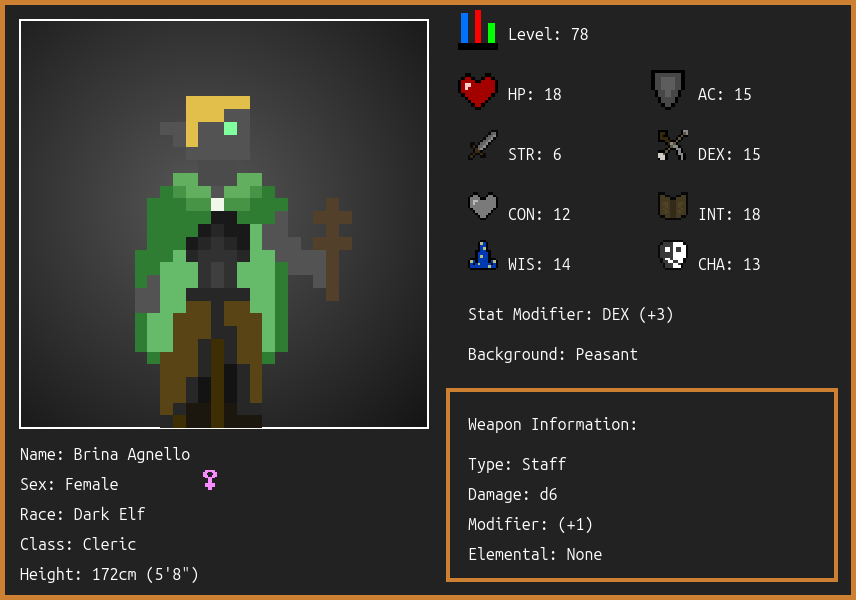 Level: 78
HP: 18
AC: 15
STR: 6
DEX: 15
CON: 12
INT: 18
WIS: 14
CHA: 13
Stat Modifier: DEX (+3)
Background: Peasant
Weapon Information:
Type: Staff
Damage: d6
Modifier: (+1)
Elemental: None
Name: Brina Agnello
Sex: Female
Race: Dark Elf
Class: Cleric
Height: 172cm (5'8")